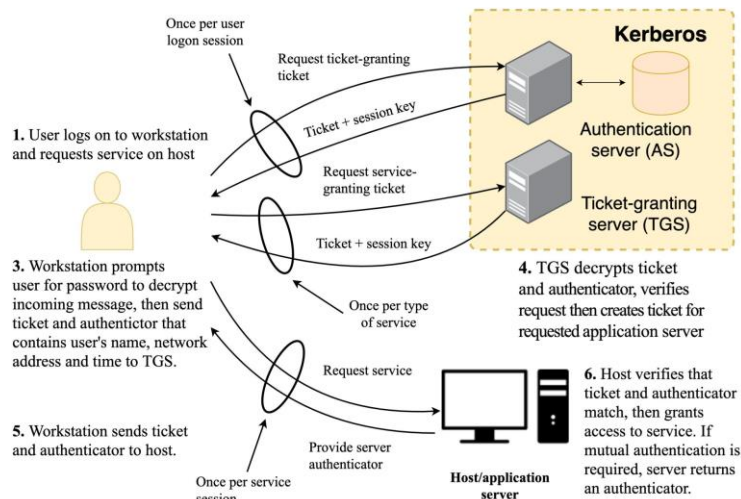 Once per user
logon session
Request ticket-granting
ticket
Kerberos
Ticket + session key
Authentication
server (AS)
1. User logs on to workstation
and requests service on host
Request service-
granting ticket
Ticket-granting
server (TGS)
Ticket + session key
3. Workstation prompts
user for password to decrypt
incoming message, then send
ticket and authentictor that
contains user's name, network
address and time to TGS.
Once per type
of service
4. TGS decrypts ticket
and authenticator, verifies
request then creates ticket for
requested application server
Request service
5. Workstation sends ticket
and authenticator to host.
Provide server
authenticator
Once per service
session
Host/application
server
6. Host verifies that
ticket and authenticator
match, then grants
access to service. If
mutual authentication is
required, server returns
an authenticator.